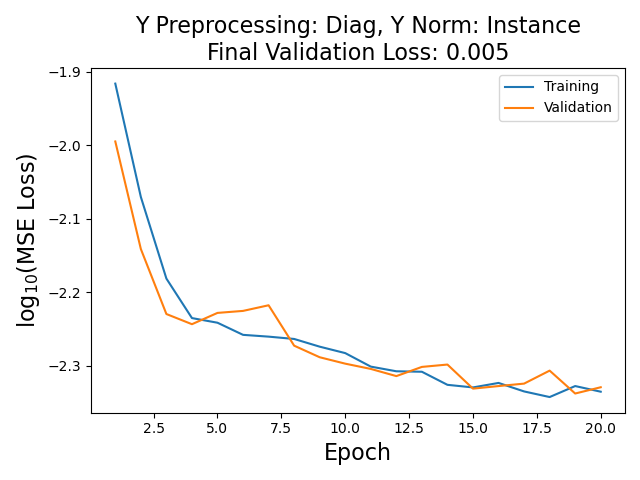 Y Preprocessing: Diag, Y Norm: Instance
Final Validation Loss: 0.005
Training
Validation
−1.9
−2.0
−2.1
−2.2
−2.3
log₁₀(MSE Loss)
2.5 5.0 7.5 10.0 12.5 15.0 17.5 20.0
Epoch